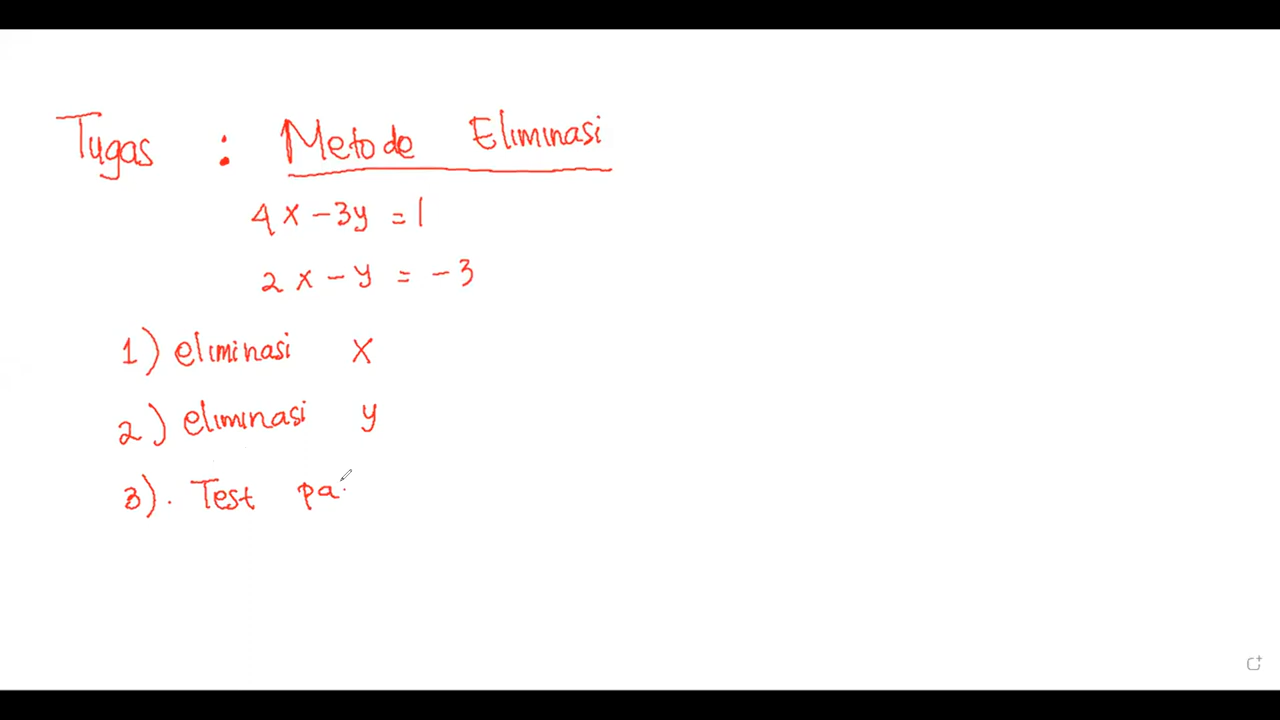 Tugas : Metode Eliminasi
4x - 3y = 1
2x - y = -3
1) eliminasi x
2) eliminasi y
3). Test pa